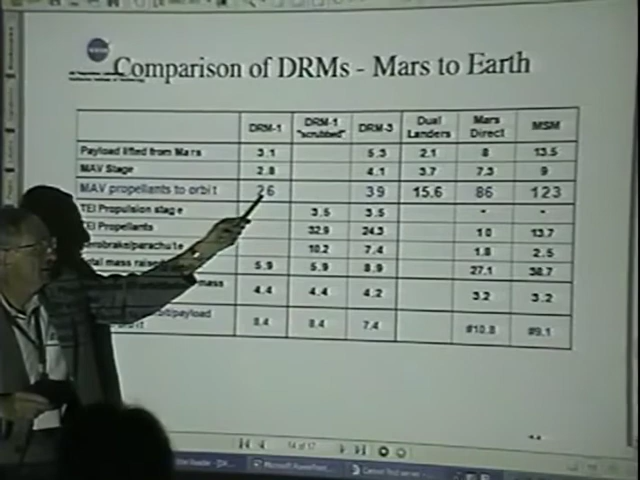 NASA
Comparison of DRMs - Mars to Earth
DRM-1 DRM-1 "scrubbed" DRM-3 Dual Landers Mars Direct MSM
Payload lifted from Mars 3.1 5.3 2.1 8 13.5
MAV Stage 2.8 4.1 3.7 7.3 9
MAV propellants to orbit 26 39 15.6 86 123
TEI Propulsion stage 3.5 3.5 - -
TEI Propellants 32.9 24.3 10 13.7
10.2 7.4 1.8 2.5
5.9 5.9 8.9 27.1 38.7
mass 4.4 4.4 4.2 3.2 3.2
8.4 8.4 7.4 #10.8 #9.1
Microsoft PowerPoint